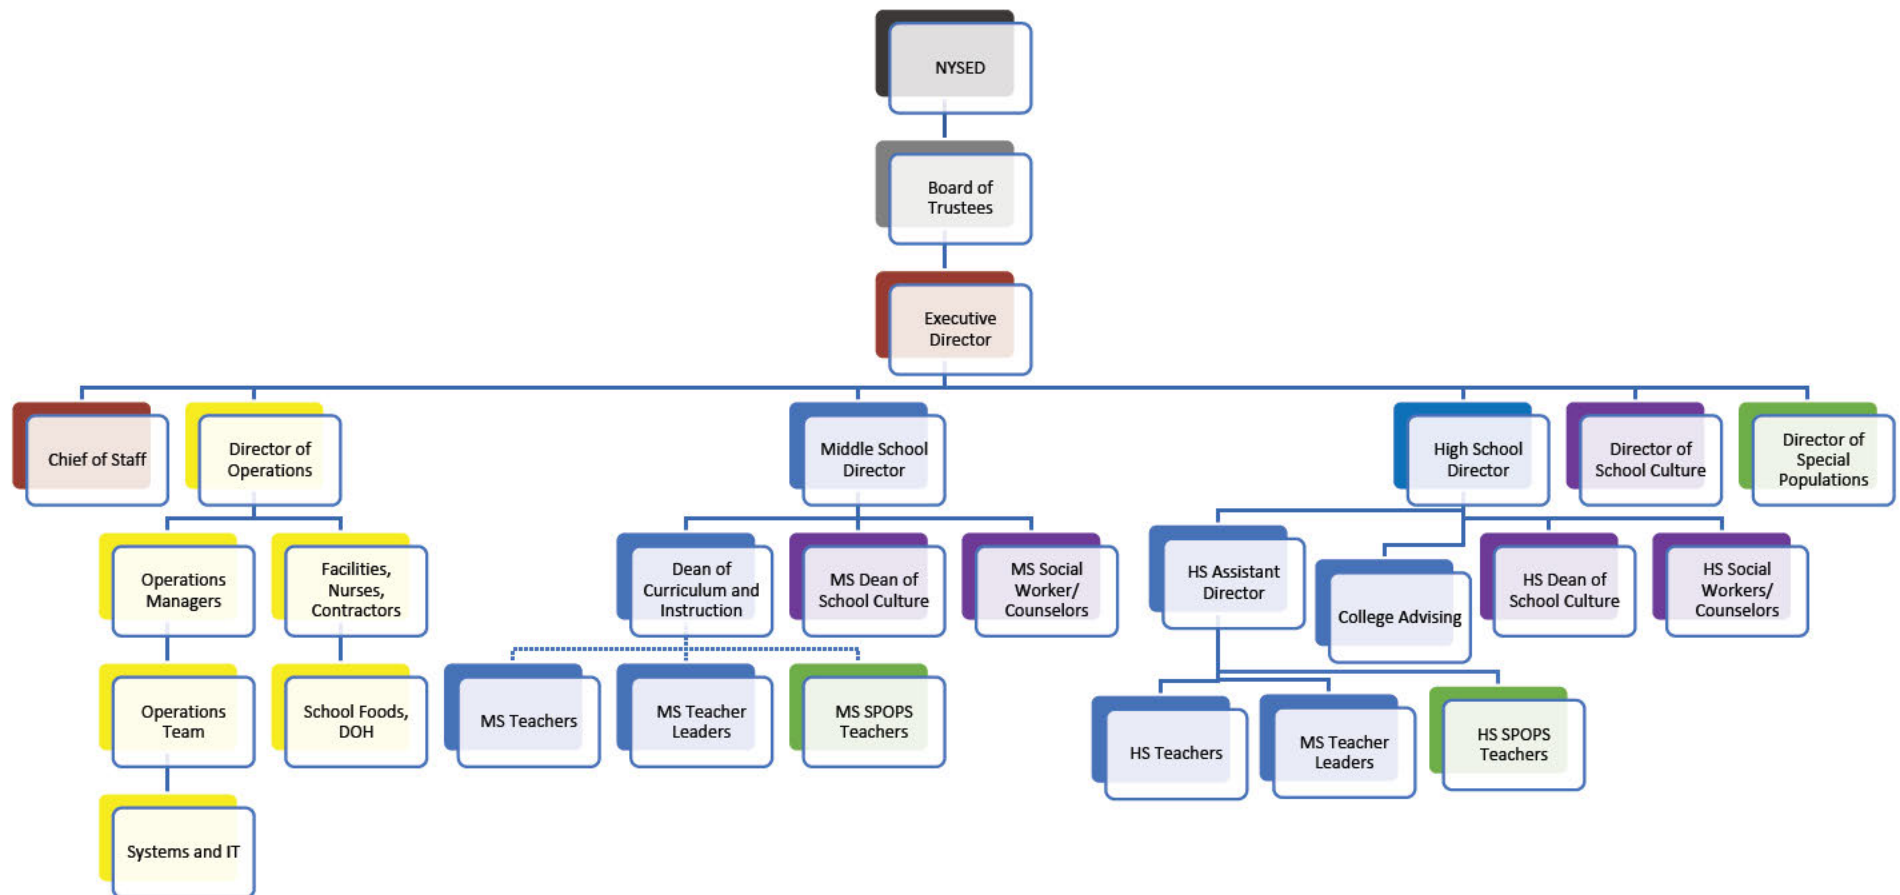 NYSED
Board of
Trustees
Executive
Director
Chief of Staff
Director of
Operations
Middle School
Director
High School
Director
Director of
School Culture
Director of
Special
Populations
Operations
Managers
Facilities,
Nurses,
Contractors
Dean of
Curriculum and
Instruction
MS Dean of
School Culture
MS Social
Worker/
Counselors
HS Assistant
Director
College Advising
HS Dean of
School Culture
HS Social
Workers/
Counselors
Operations
Team
School Foods,
DOH
MS Teachers
MS Teacher
Leaders
MS SPOPS
Teachers
HS Teachers
MS Teacher
Leaders
HS SPOPS
Teachers
Systems and IT